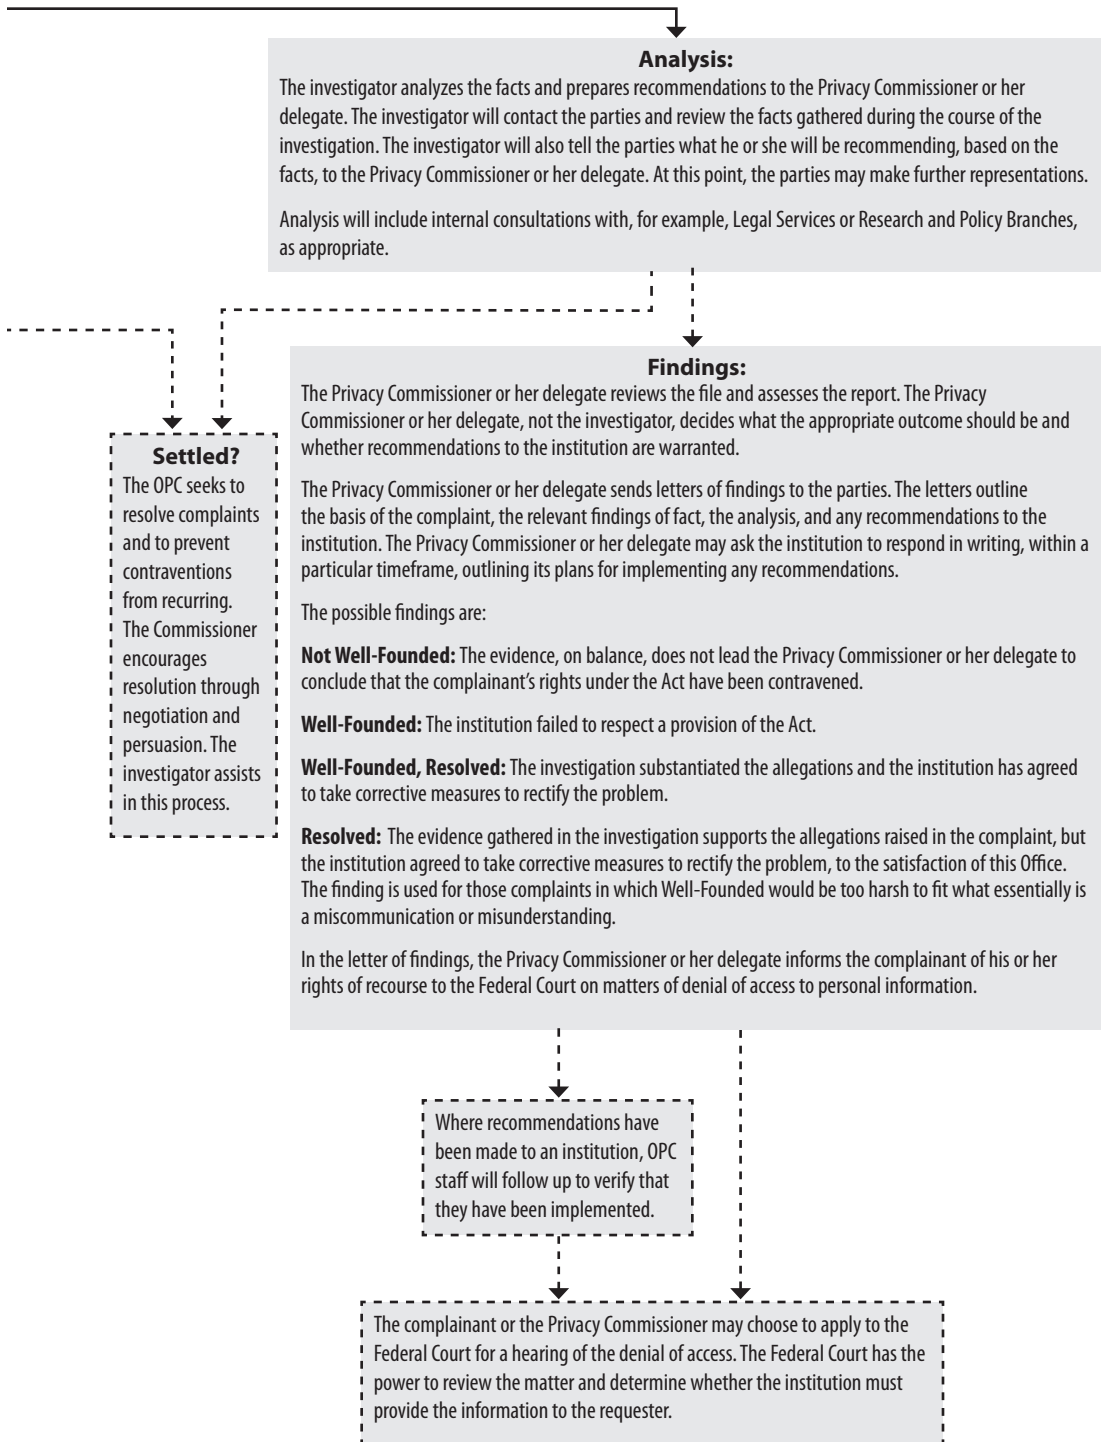 Analysis:
The investigator analyzes the facts and prepares recommendations to the Privacy Commissioner or her
delegate. The investigator will contact the parties and review the facts gathered during the course of the
investigation. The investigator will also tell the parties what he or she will be recommending, based on the
facts, to the Privacy Commissioner or her delegate. At this point, the parties may make further representations.
Analysis will include internal consultations with, for example, Legal Services or Research and Policy Branches,
as appropriate.
Settled?
The OPC seeks to
resolve complaints
and to prevent
contraventions
from recurring.
The Commissioner
encourages
resolution through
negotiation and
persuasion. The
investigator assists
in this process.
Findings:
The Privacy Commissioner or her delegate reviews the file and assesses the report. The Privacy
Commissioner or her delegate, not the investigator, decides what the appropriate outcome should be and
whether recommendations to the institution are warranted.
The Privacy Commissioner or her delegate sends letters of findings to the parties. The letters outline
the basis of the complaint, the relevant findings of fact, the analysis, and any recommendations to the
institution. The Privacy Commissioner or her delegate may ask the institution to respond in writing, within a
particular timeframe, outlining its plans for implementing any recommendations.
The possible findings are:
Not Well-Founded: The evidence, on balance, does not lead the Privacy Commissioner or her delegate to
conclude that the complainant's rights under the Act have been contravened.
Well-Founded: The institution failed to respect a provision of the Act.
Well-Founded, Resolved: The investigation substantiated the allegations and the institution has agreed
to take corrective measures to rectify the problem.
Resolved: The evidence gathered in the investigation supports the allegations raised in the complaint, but
the institution agreed to take corrective measures to rectify the problem, to the satisfaction of this Office.
The finding is used for those complaints in which Well-Founded would be too harsh to fit what essentially is
a miscommunication or misunderstanding.
In the letter of findings, the Privacy Commissioner or her delegate informs the complainant of his or her
rights of recourse to the Federal Court on matters of denial of access to personal information.
Where recommendations have
been made to an institution, OPC
staff will follow up to verify that
they have been implemented.
The complainant or the Privacy Commissioner may choose to apply to the
Federal Court for a hearing of the denial of access. The Federal Court has the
power to review the matter and determine whether the institution must
provide the information to the requester.